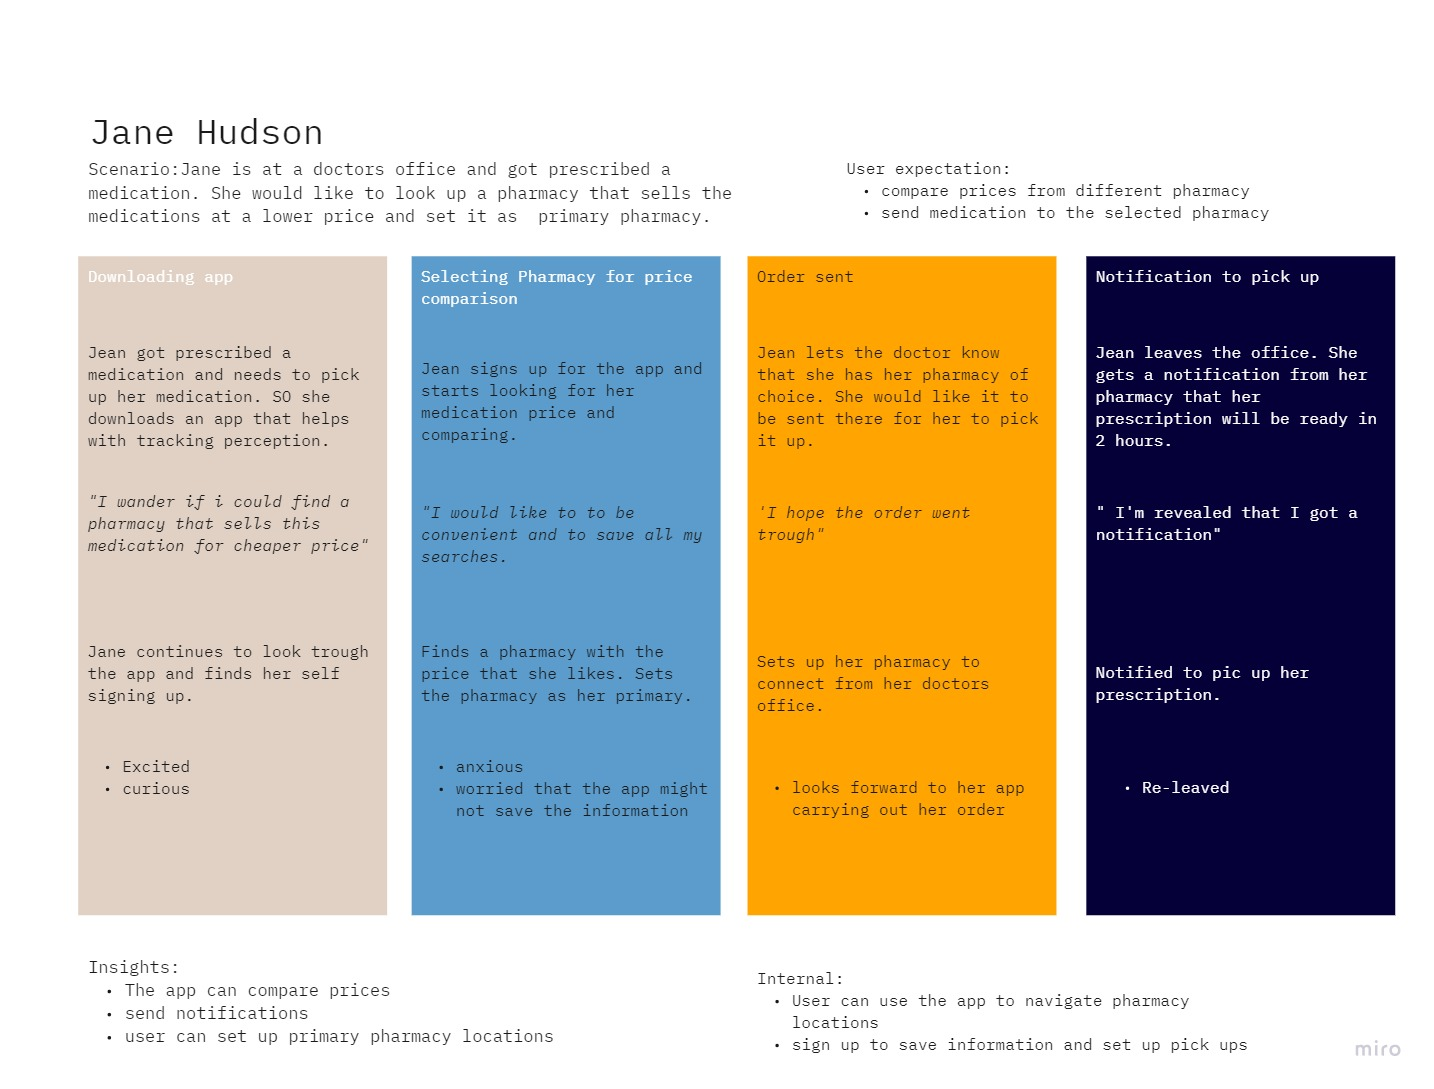 Jane Hudson
Scenario:Jane is at a doctors office and got prescribed a
medication. She would like to look up a pharmacy that sells the
medications at a lower price and set it as  primary pharmacy.
User expectation:
• compare prices from different pharmacy
• send medication to the selected pharmacy
Downloading app
Jean got prescribed a
medication and needs to pick
up her medication. SO she
downloads an app that helps
with tracking perception.
"I wander if i could find a
pharmacy that sells this
medication for cheaper price"
Jane continues to look trough
the app and finds her self
signing up.
• Excited
• curious
Selecting Pharmacy for price
comparison
Jean signs up for the app and
starts looking for her
medication price and
comparing.
"I would like to to be
convenient and to save all my
searches.
Finds a pharmacy with the
price that she likes. Sets
the pharmacy as her primary.
• anxious
• worried that the app might
not save the information
Order sent
Jean lets the doctor know
that she has her pharmacy of
choice. She would like it to
be sent there for her to pick
it up.
'I hope the order went
trough"
Sets up her pharmacy to
connect from her doctors
office.
• looks forward to her app
carrying out her order
Notification to pick up
Jean leaves the office. She
gets a notification from her
pharmacy that her
prescription will be ready in
2 hours.
" I'm revealed that I got a
notification"
Notified to pic up her
prescription.
• Re-leaved
Insights:
• The app can compare prices
• send notifications
• user can set up primary pharmacy locations
Internal:
• User can use the app to navigate pharmacy
locations
• sign up to save information and set up pick ups
miro